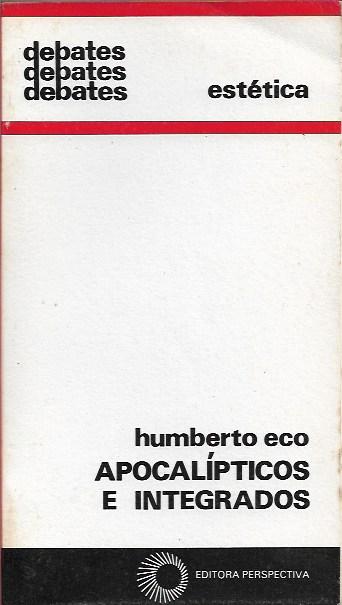 debates
debates
debates estética
humberto eco
APOCALÍPTICOS
E INTEGRADOS
EDITORA PERSPECTIVA